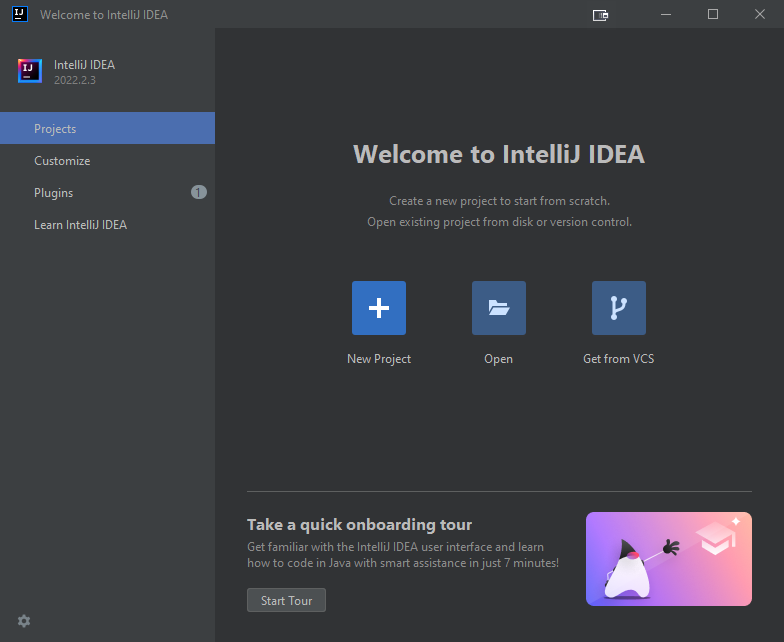 Welcome to IntelliJ IDEA
IntelliJ IDEA
2022.2.3
Projects
Customize
Plugins 1
Learn IntelliJ IDEA
Welcome to IntelliJ IDEA
Create a new project to start from scratch.
Open existing project from disk or version control.
New Project Open Get from VCS
Take a quick onboarding tour
Get familiar with the IntelliJ IDEA user interface and learn
how to code in Java with smart assistance in just 7 minutes!
Start Tour